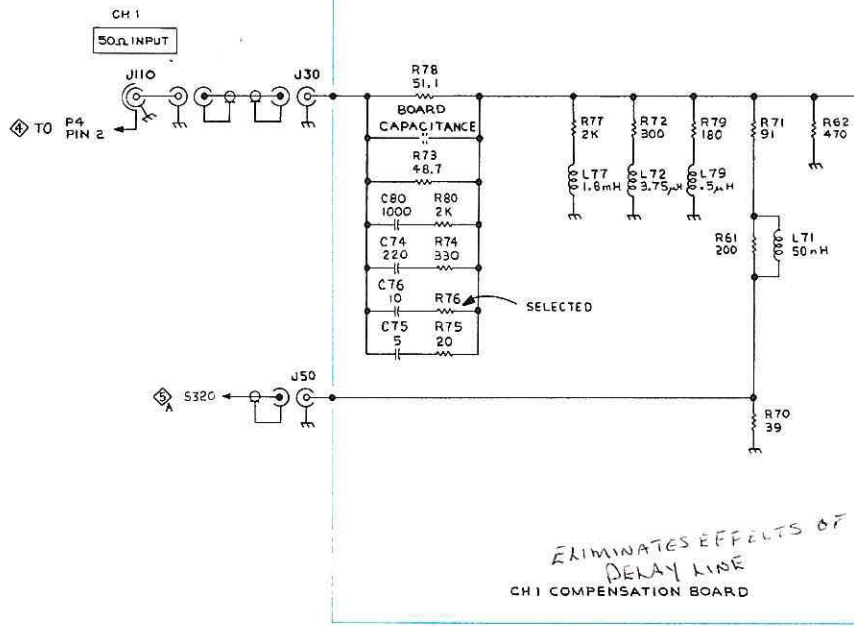 CH 1
50Ω INPUT
J110
J30
4 TO P4
PIN 2
R78
51.1
BOARD
CAPACITANCE
R73
48.7
C80
1000
R80
2K
C74
220
R74
330
C76
10
R76
SELECTED
C75
5
R75
20
R77
2K
L77
1.8mH
R72
300
L72
3.75μH
R79
180
L79
.5μH
R71
91
R62
470
R61
200
L71
50nH
5 A S320
J50
R70
39
ELIMINATES EFFECTS OF
DELAY LINE
CH 1 COMPENSATION BOARD